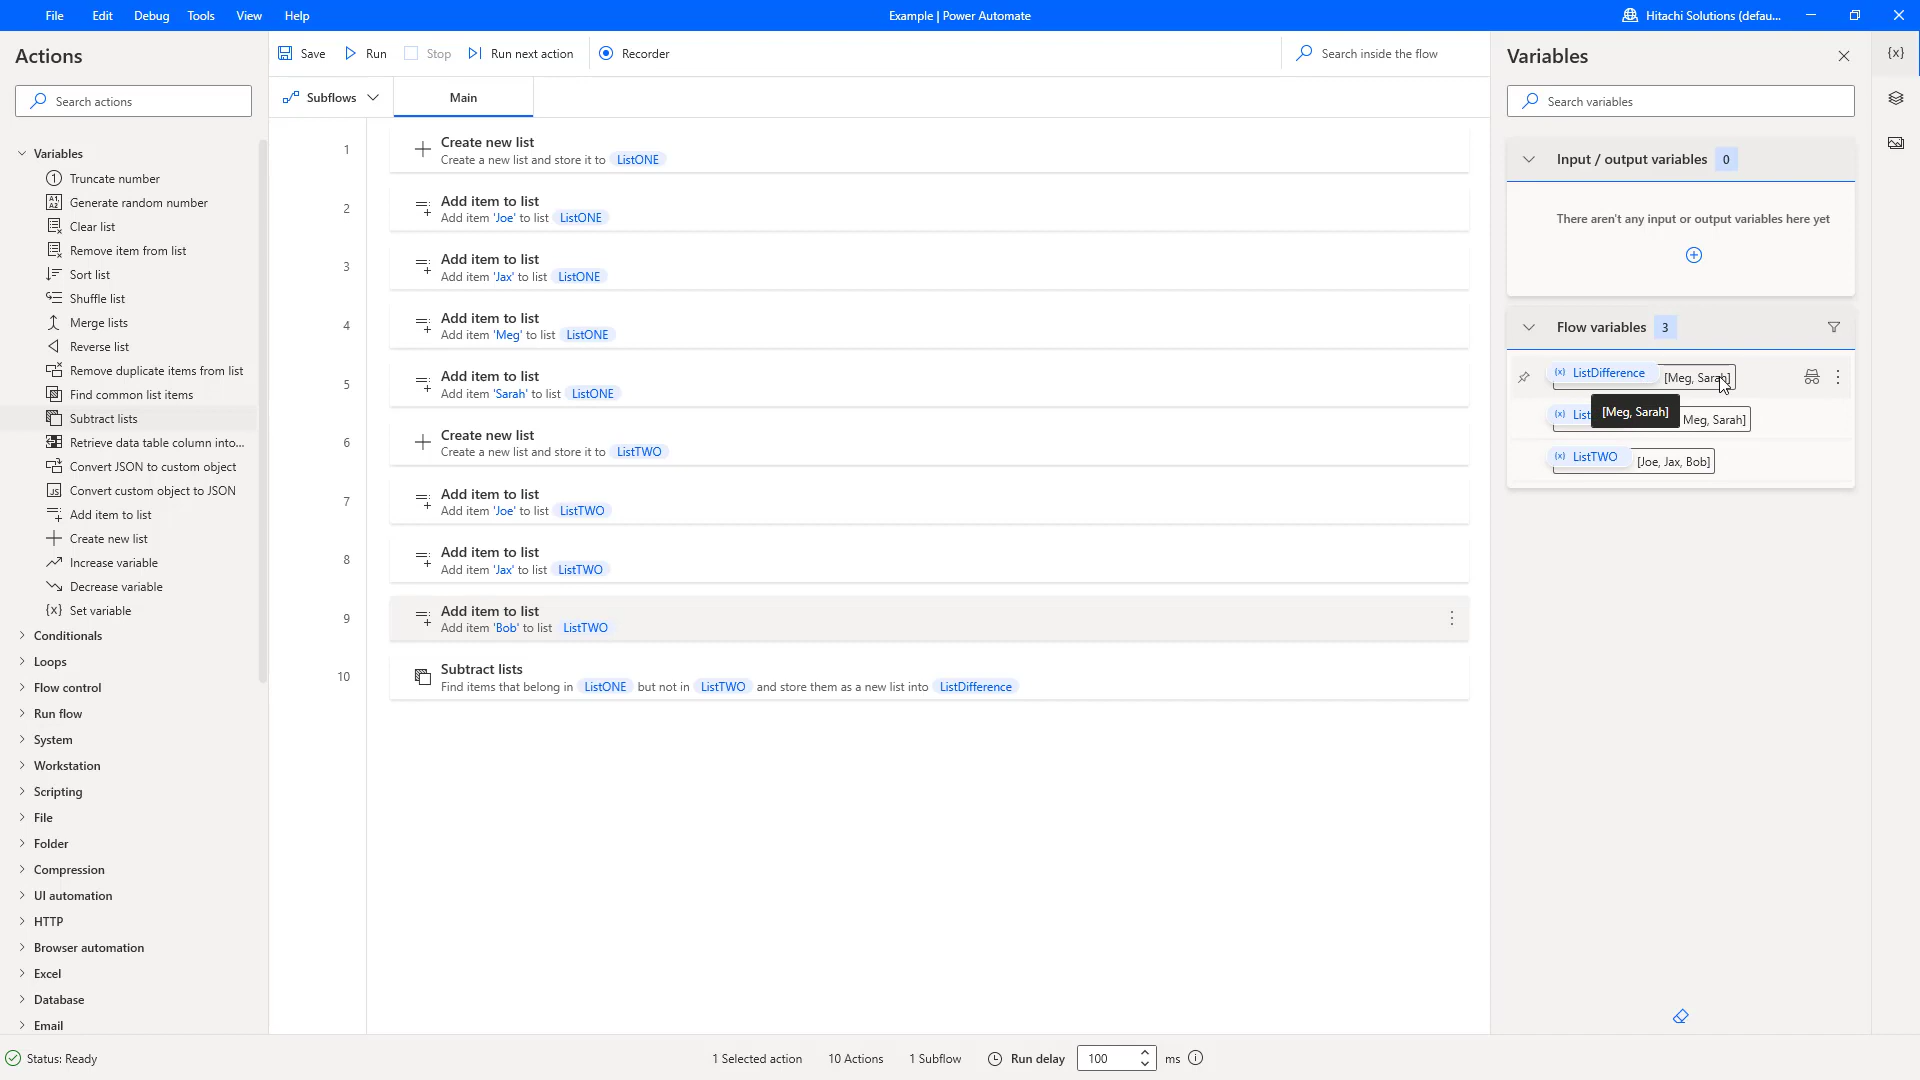 File Edit Debug Tools View Help
Example | Power Automate
Hitachi Solutions (defau...
Actions
Search actions
Variables
Truncate number
Generate random number
Clear list
Remove item from list
Sort list
Shuffle list
Merge lists
Reverse list
Remove duplicate items from list
Find common list items
Subtract lists
Retrieve data table column into...
Convert JSON to custom object
Convert custom object to JSON
Add item to list
Create new list
Increase variable
Decrease variable
{x} Set variable
Conditionals
Loops
Flow control
Run flow
System
Workstation
Scripting
File
Folder
Compression
UI automation
HTTP
Browser automation
Excel
Database
Email
Save Run Stop Run next action Recorder
Search inside the flow
Subflows Main
1 Create new list
Create a new list and store it to ListONE
2 Add item to list
Add item 'Joe' to list ListONE
3 Add item to list
Add item 'Jax' to list ListONE
4 Add item to list
Add item 'Meg' to list ListONE
5 Add item to list
Add item 'Sarah' to list ListONE
6 Create new list
Create a new list and store it to ListTWO
7 Add item to list
Add item 'Joe' to list ListTWO
8 Add item to list
Add item 'Jax' to list ListTWO
9 Add item to list
Add item 'Bob' to list ListTWO
10 Subtract lists
Find items that belong in ListONE but not in ListTWO and store them as a new list into ListDifference
Variables
{x}
Search variables
Input / output variables 0
There aren't any input or output variables here yet
Flow variables 3
(x) ListDifference [Meg, Sarah]
[Meg, Sarah]
(x) List Meg, Sarah]
(x) ListTWO [Joe, Jax, Bob]
Status: Ready
1 Selected action 10 Actions 1 Subflow Run delay 100 ms